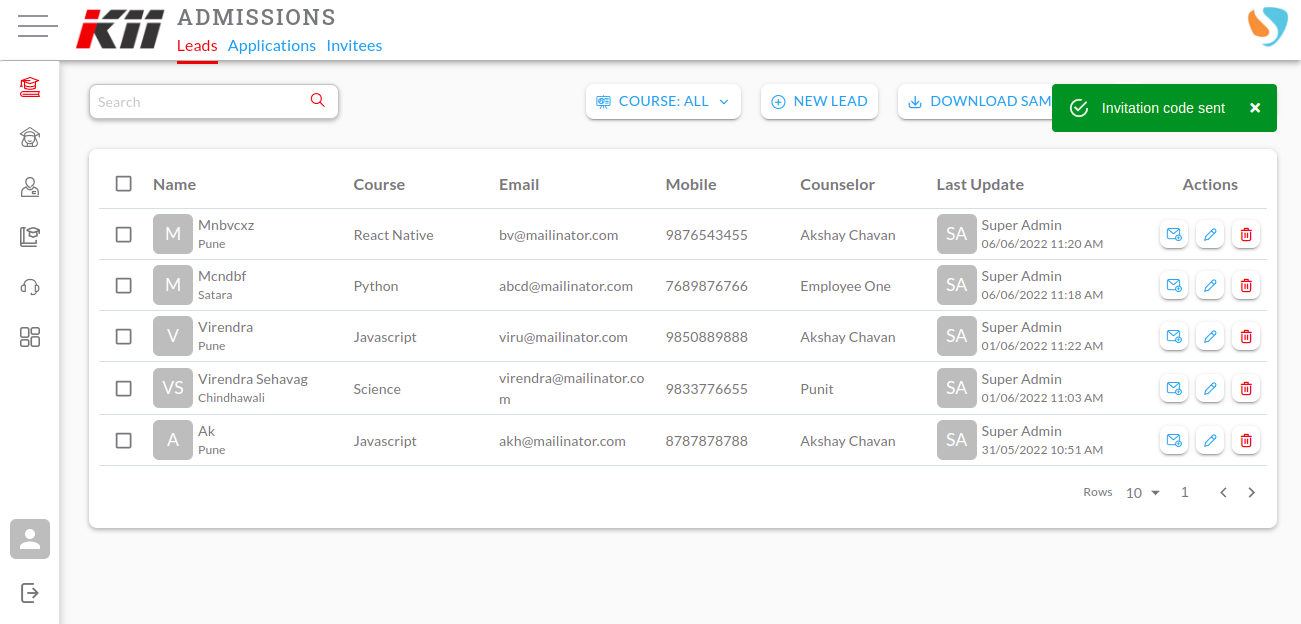 KII ADMISSIONS
Leads Applications Invitees
Search
COURSE: ALL
NEW LEAD
DOWNLOAD SAM
Invitation code sent
Name Course Email Mobile Counselor Last Update Actions
M Mnbvcxz Pune React Native bv@mailinator.com 9876543455 Akshay Chavan SA Super Admin 06/06/2022 11:20 AM
M Mcndbf Satara Python abcd@mailinator.com 7689876766 Employee One SA Super Admin 06/06/2022 11:18 AM
V Virendra Pune Javascript viru@mailinator.com 9850889888 Akshay Chavan SA Super Admin 01/06/2022 11:22 AM
VS Virendra Sehavag Chindhawali Science virendra@mailinator.com 9833776655 Punit SA Super Admin 01/06/2022 11:03 AM
A Ak Pune Javascript akh@mailinator.com 8787878788 Akshay Chavan SA Super Admin 31/05/2022 10:51 AM
Rows 10 1